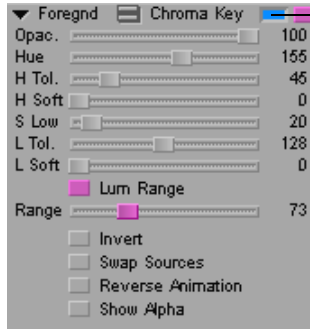 Foregnd Chroma Key
Opac. 100
Hue 155
H Tol. 45
H Soft 0
S Low 20
L Tol. 128
L Soft 0
Lum Range
Range 73
Invert
Swap Sources
Reverse Animation
Show Alpha